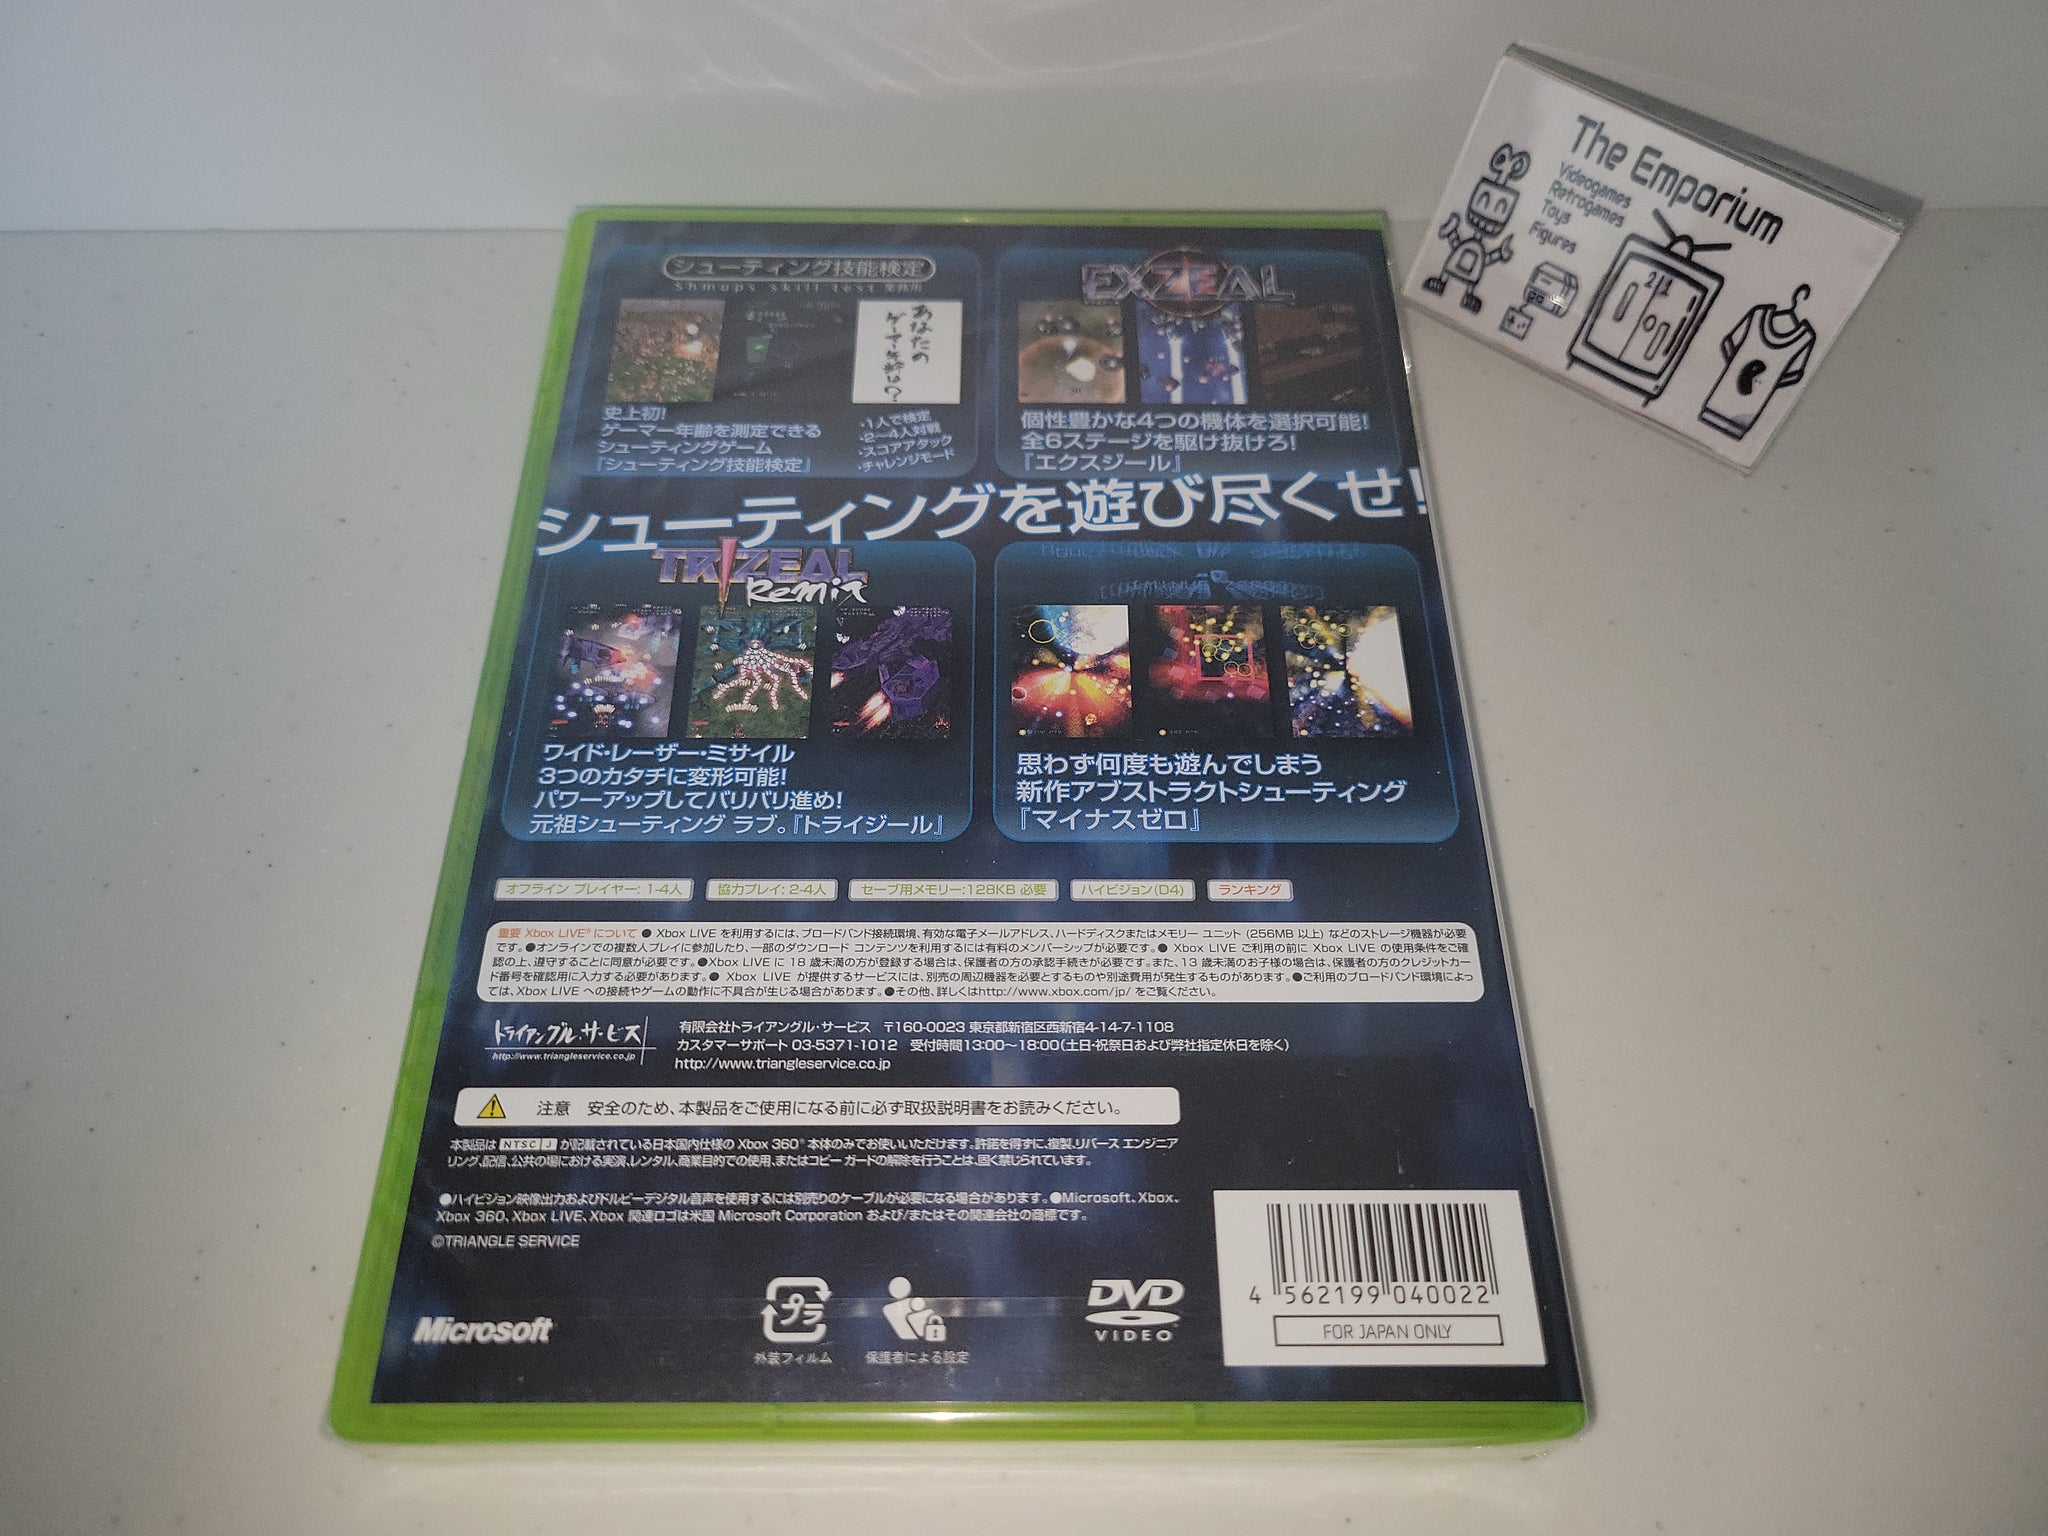 The Emporium
Videogames
Retrogames
Toys
Figures
シューティング技能検定
Shmups skill test 業務用
あなたの
ゲーマー年齢は?
史上初!
ゲーマー年齢を測定できる
シューティングゲーム
『シューティング技能検定』
・1人で検定
・2〜4人対戦
・スコアアタック
・チャレンジモード
EXZEAL
個性豊かな4つの機体を選択可能!
全6ステージを駆け抜けろ!
『エクスジール』
シューティングを遊び尽くせ!
TRIZEAL
Remix
ワイド・レーザー・ミサイル
3つのカタチに変形可能!
パワーアップしてバリバリ進め!
元祖シューティング ラブ。『トライジール』
思わず何度も遊んでしまう
新作アブストラクトシューティング
『マイナスゼロ』
オフライン プレイヤー: 1-4人
協力プレイ: 2-4人
セーブ用メモリー:128KB 必要
ハイビジョン(D4)
ランキング
重要 Xbox LIVE®について ● Xbox LIVE を利用するには、ブロードバンド接続環境、有効な電子メールアドレス、ハードディスクまたはメモリー ユニット (256MB 以上) などのストレージ機器が必要
です。●オンラインでの複数人プレイに参加したり、一部のダウンロード コンテンツを利用するには有料のメンバーシップが必要です。● Xbox LIVE ご利用の前に Xbox LIVE の使用条件をご確
認の上、遵守することに同意が必要です。●Xbox LIVE に 18 歳未満の方が登録する場合は、保護者の方の承認手続きが必要です。また、13 歳未満のお子様の場合は、保護者の方のクレジットカー
ド番号を確認用に入力する必要があります。● Xbox LIVE が提供するサービスには、別売の周辺機器を必要とするものや別途費用が発生するものがあります。●ご利用のブロードバンド環境によっ
ては、Xbox LIVE への接続やゲームの動作に不具合が生じる場合があります。●その他、詳しくはhttp://www.xbox.com/jp/ をご覧ください。
トライアングル・サービス
http://www.triangleservice.co.jp
有限会社トライアングル・サービス 〒160-0023 東京都新宿区西新宿4-14-7-1108
カスタマーサポート 03-5371-1012 受付時間13:00〜18:00(土日・祝祭日および弊社指定休日を除く)
http://www.triangleservice.co.jp
注意 安全のため、本製品をご使用になる前に必ず取扱説明書をお読みください。
本製品は NTSC J が記載されている日本国内仕様の Xbox 360® 本体のみでお使いいただけます。許諾を得ずに、複製、リバース エンジニア
リング、配信、公共の場における実演、レンタル、商業目的での使用、またはコピー ガードの解除を行うことは、固く禁じられています。
●ハイビジョン映像出力およびドルビーデジタル音声を使用するには別売りのケーブルが必要になる場合があります。●Microsoft、Xbox、
Xbox 360、Xbox LIVE、Xbox 関連ロゴは米国 Microsoft Corporation および/またはその関連会社の商標です。
©TRIANGLE SERVICE
Microsoft
プラ
外装フィルム
保護者による設定
DVD
VIDEO
4 562199 040022
FOR JAPAN ONLY